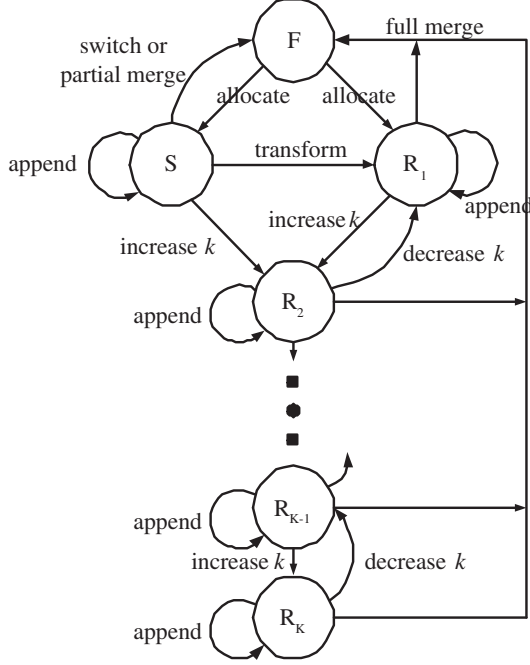 F
full merge
switch or
partial merge
allocate
allocate
append
S
transform
R1
append
increase k
increase k
decrease k
append
R2
append
RK-1
increase k
decrease k
append
RK